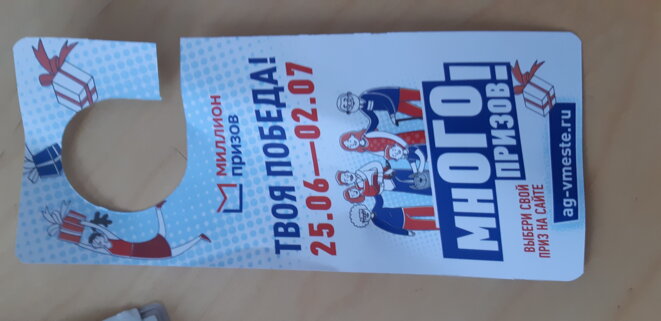 МИЛЛИОН
ПРИЗОВ
ТВОЯ ПОБЕДА!
25.06—02.07
МНОГО
ПРИЗОВ!
ВЫБЕРИ СВОЙ
ПРИЗ НА САЙТЕ
ag-vmeste.ru